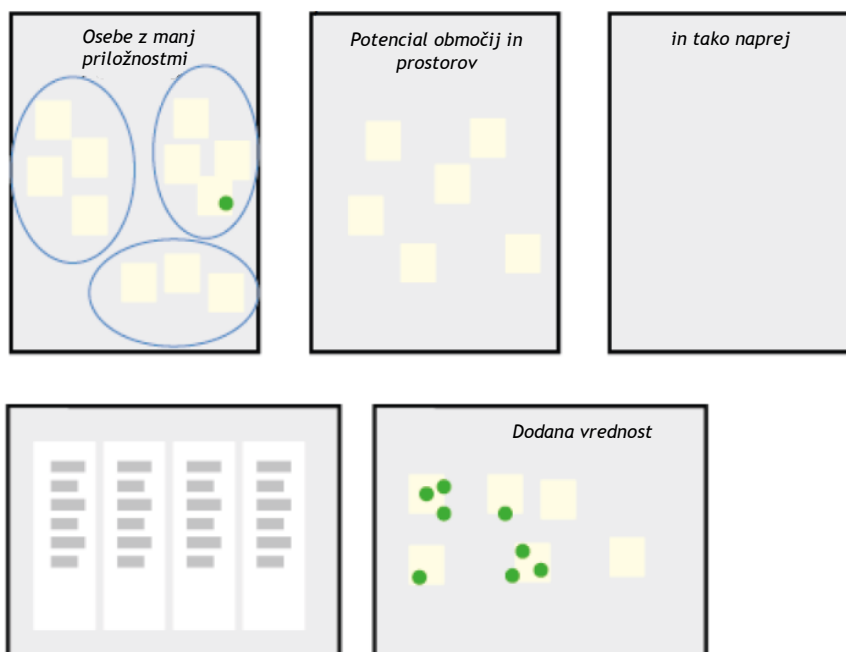 Osebe z manj
priložnostmi
Potencial območij in
prostorov
in tako naprej
Dodana vrednost